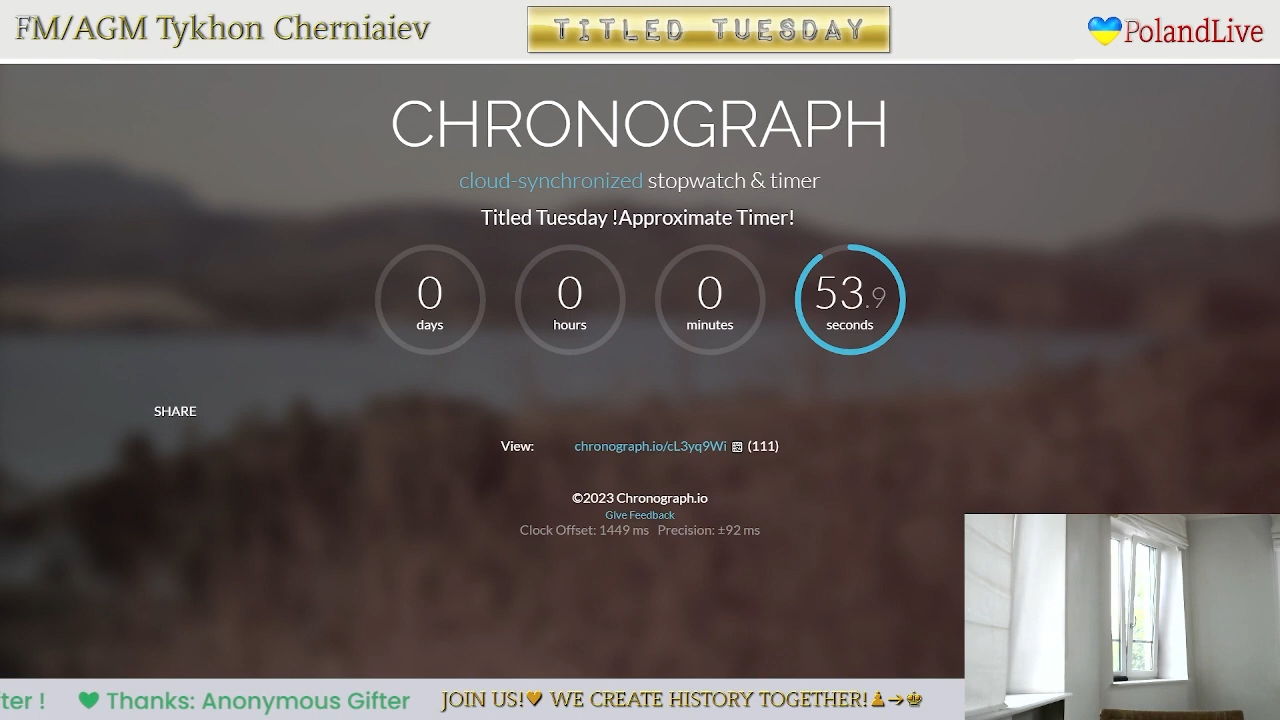 FM/AGM Tykhon Cherniaiev
TITLED TUESDAY
PolandLive
CHRONOGRAPH
cloud-synchronized stopwatch & timer
Titled Tuesday !Approximate Timer!
0 0 0 53.9
days hours minutes seconds
SHARE
View: chronograph.io/cL3yq9Wi (111)
©2023 Chronograph.io
Give Feedback
Clock Offset: 1449 ms Precision: ±92 ms
ter ! Thanks: Anonymous Gifter JOIN US!🧡 WE CREATE HISTORY TOGETHER!♟➔♚